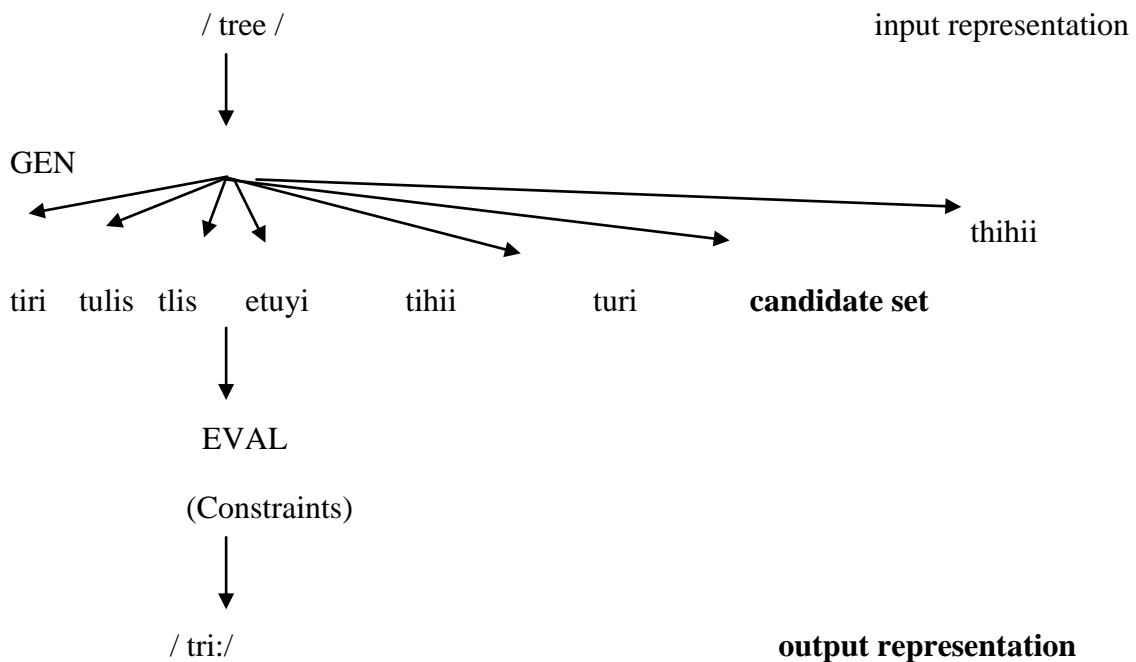 / tree / input representation
GEN
thihii
tiri tulis tlis etuyi tihii turi candidate set
EVAL
(Constraints)
/ tri:/ output representation